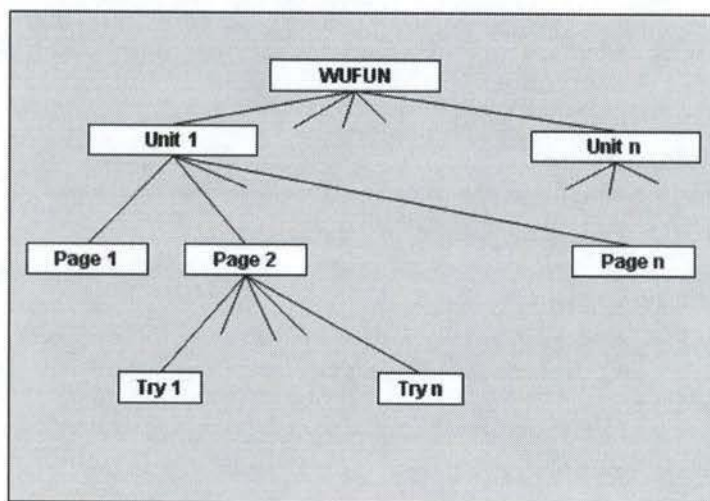 WUFUN
Unit 1
Unit n
Page 1
Page 2
Page n
Try 1
Try n